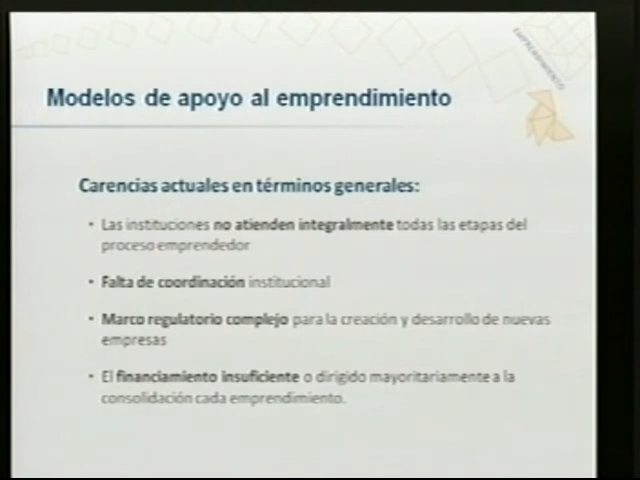 EMPRENDIMIENTO
Modelos de apoyo al emprendimiento
Carencias actuales en términos generales:
• Las instituciones no atienden integralmente todas las etapas del
proceso emprendedor
• Falta de coordinación institucional
• Marco regulatorio complejo para la creación y desarrollo de nuevas
empresas
• El financiamiento insuficiente o dirigido mayoritariamente a la
consolidación cada emprendimiento.